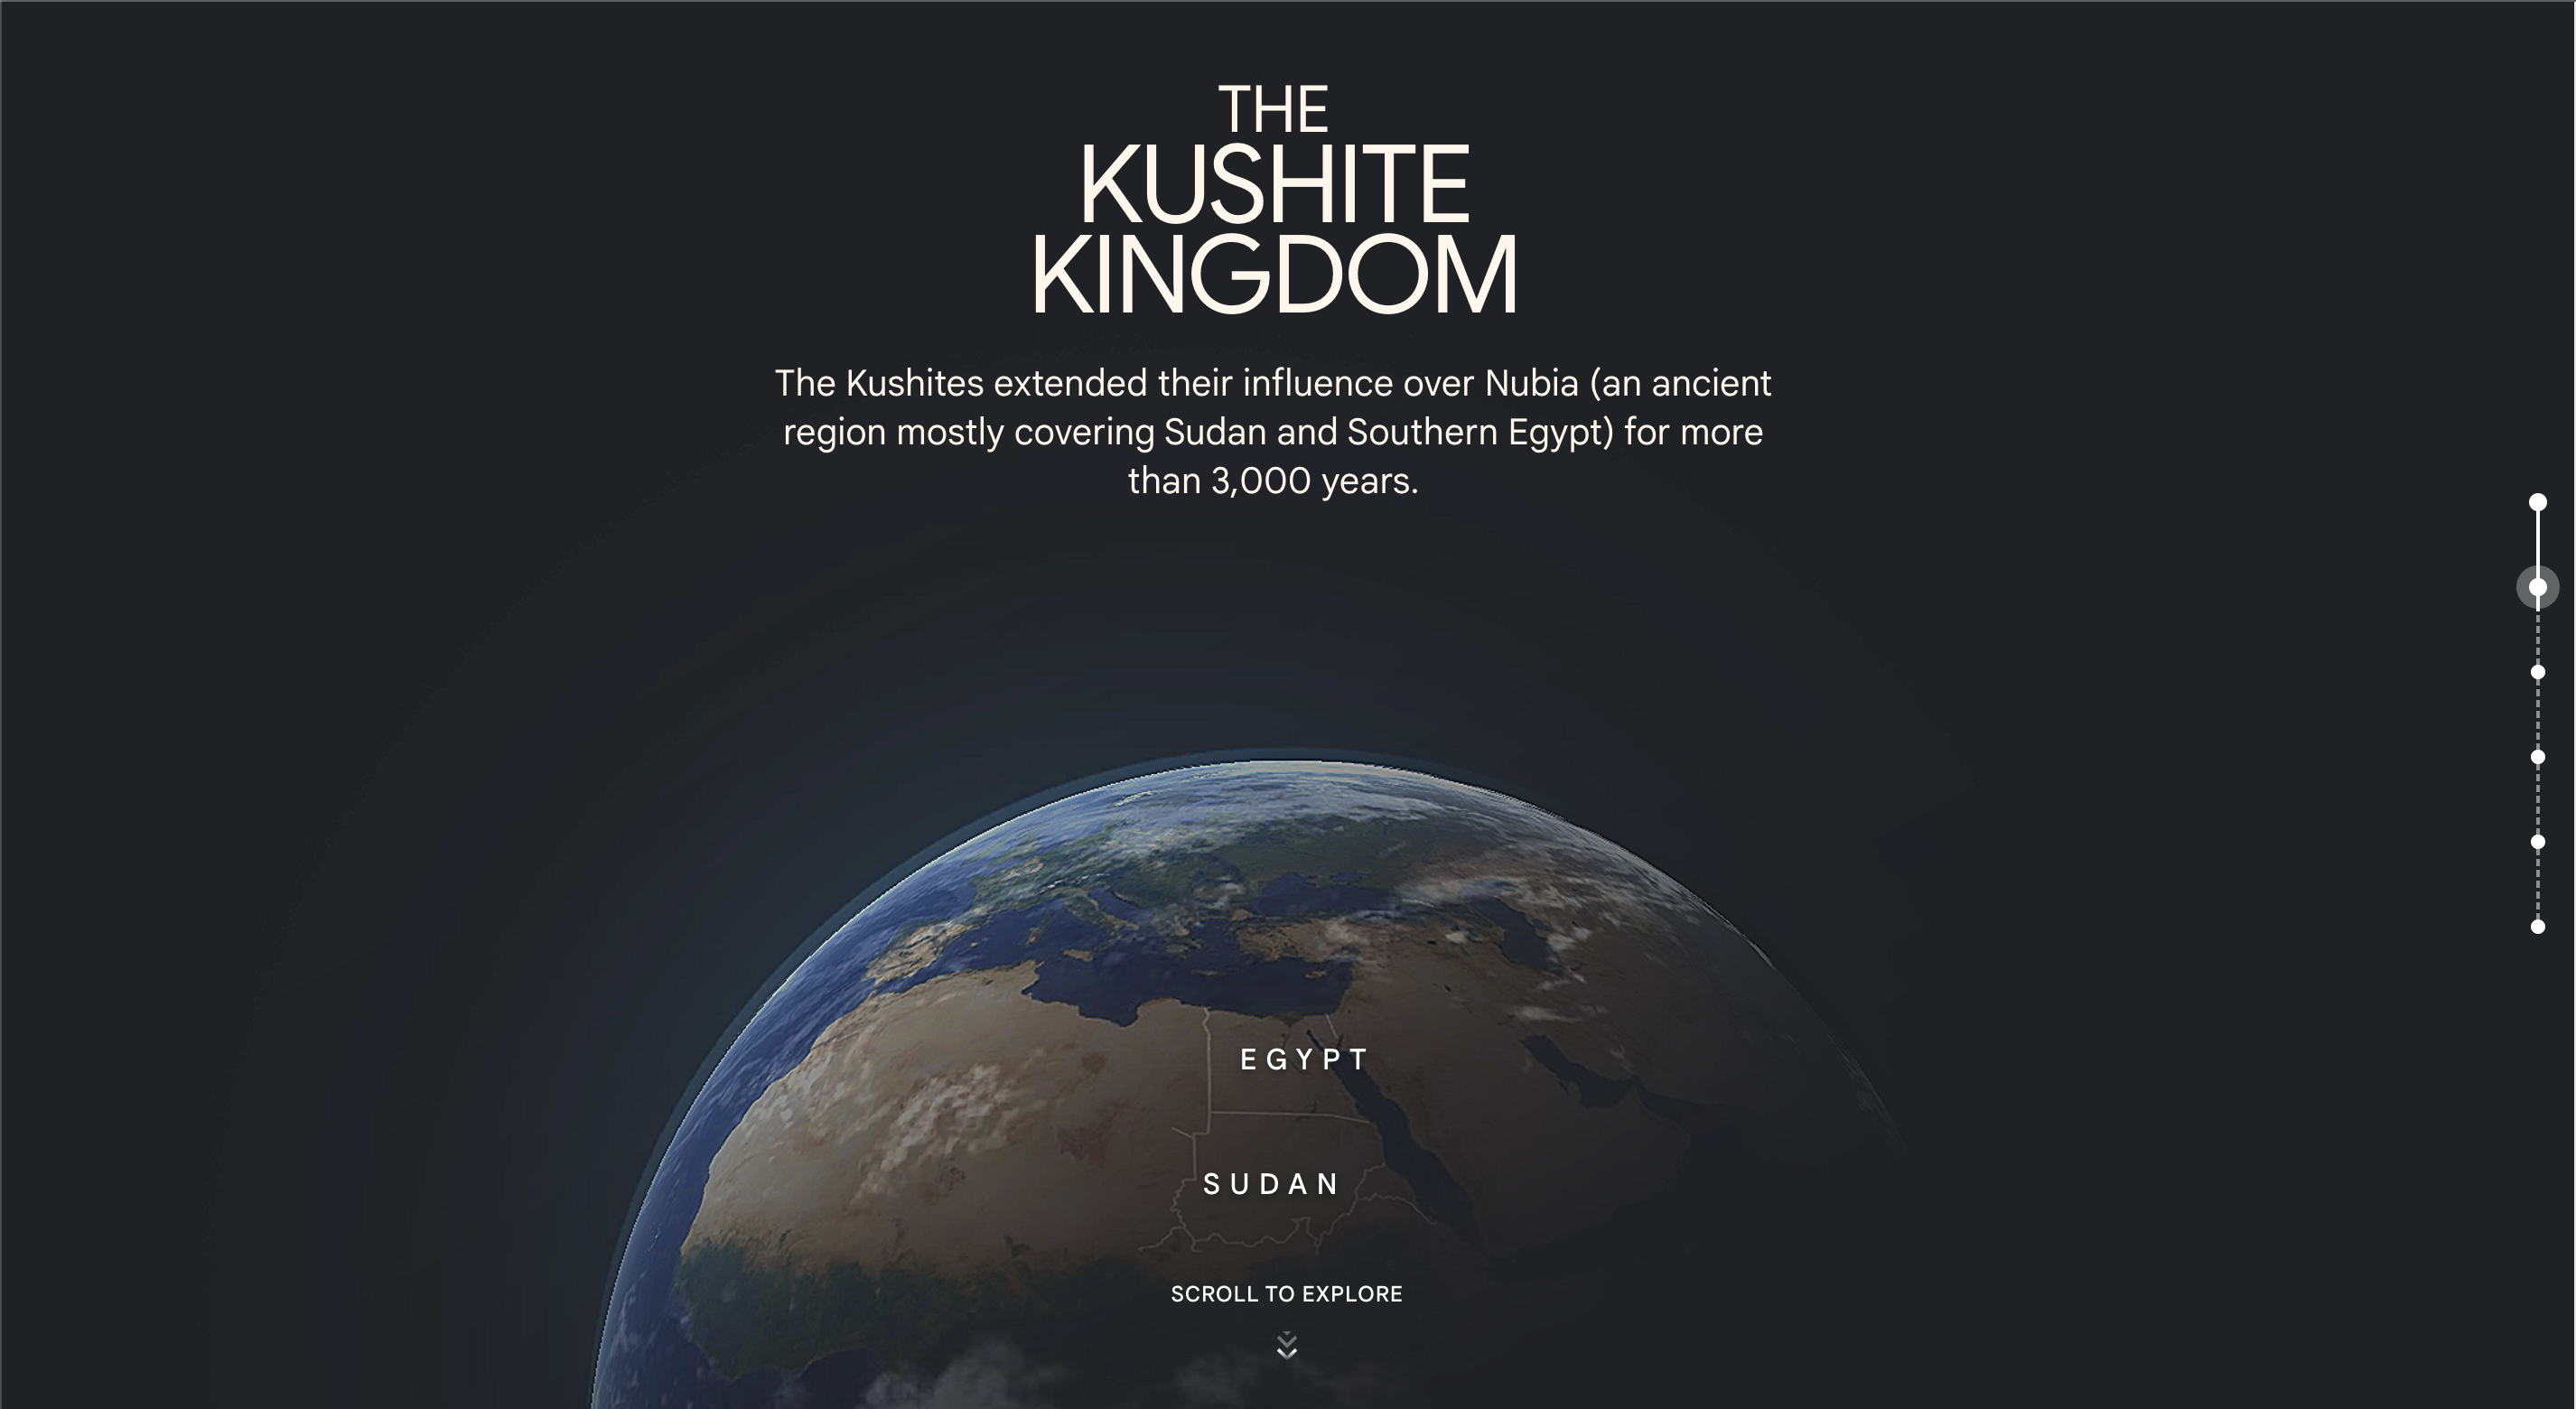 THE
KUSHITE
KINGDOM
The Kushites extended their influence over Nubia (an ancient
region mostly covering Sudan and Southern Egypt) for more
than 3,000 years.
EGYPT
SUDAN
SCROLL TO EXPLORE